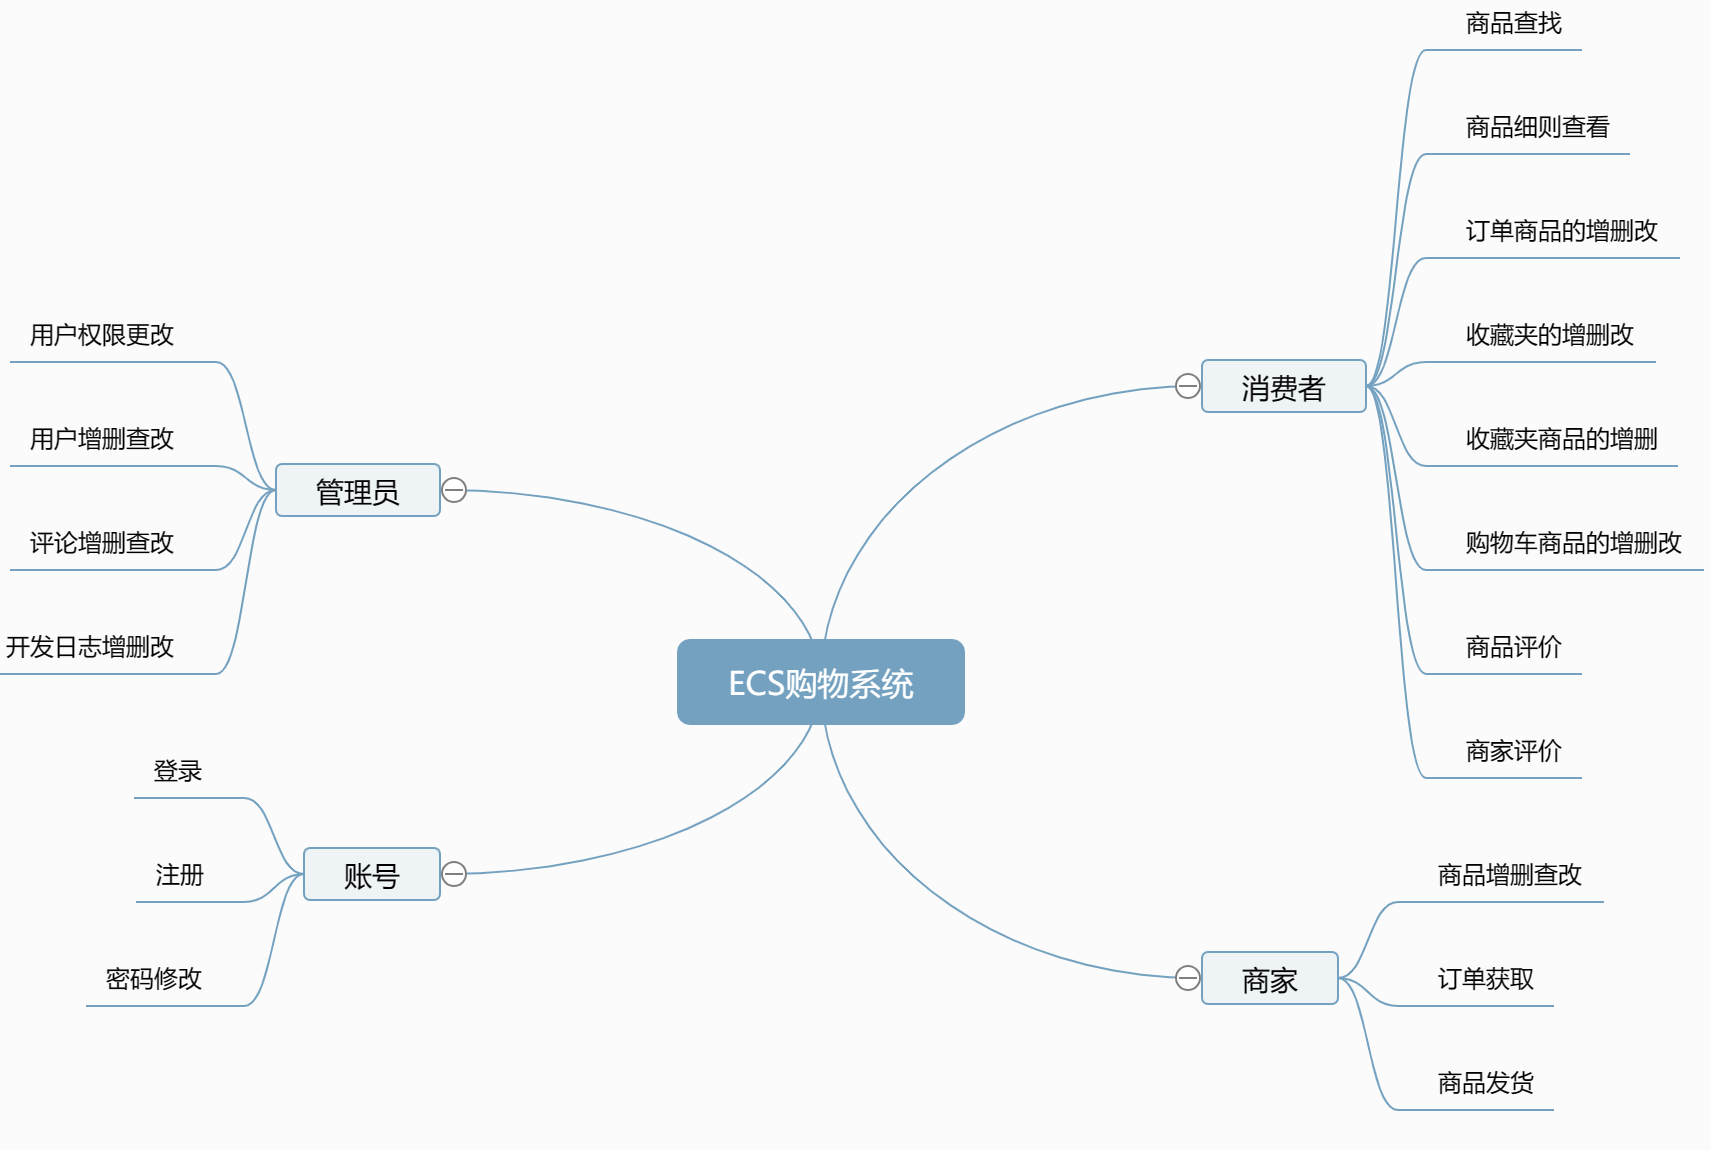 ECS购物系统
消费者
商品查找
商品细则查看
订单商品的增删改
收藏夹的增删改
收藏夹商品的增删
购物车商品的增删改
商品评价
商家评价
商家
商品增删查改
订单获取
商品发货
管理员
用户权限更改
用户增删查改
评论增删查改
开发日志增删改
账号
登录
注册
密码修改